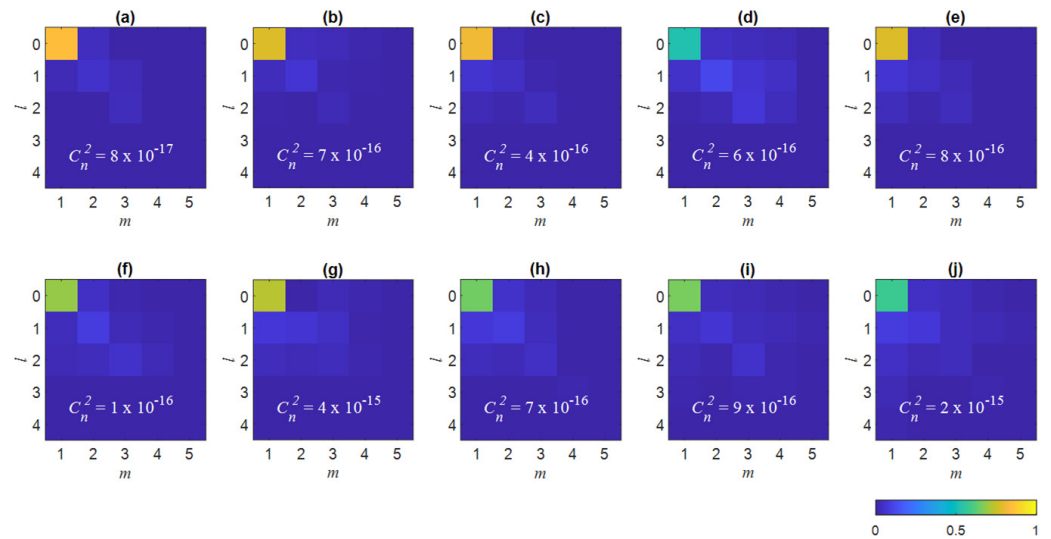 (a) (b) (c) (d) (e)
0 0 0 0 0
1 1 1 1 1
l l l l l
2 2 2 2 2
3 3 3 3 3
C_n^2 = 8 x 10^-17 C_n^2 = 7 x 10^-16 C_n^2 = 4 x 10^-16 C_n^2 = 6 x 10^-16 C_n^2 = 8 x 10^-16
4 4 4 4 4
1 2 3 4 5 1 2 3 4 5 1 2 3 4 5 1 2 3 4 5 1 2 3 4 5
m m m m m
(f) (g) (h) (i) (j)
0 0 0 0 0
1 1 1 1 1
l l l l l
2 2 2 2 2
3 3 3 3 3
C_n^2 = 1 x 10^-16 C_n^2 = 4 x 10^-15 C_n^2 = 7 x 10^-16 C_n^2 = 9 x 10^-16 C_n^2 = 2 x 10^-15
4 4 4 4 4
1 2 3 4 5 1 2 3 4 5 1 2 3 4 5 1 2 3 4 5 1 2 3 4 5
m m m m m
0 0.5 1